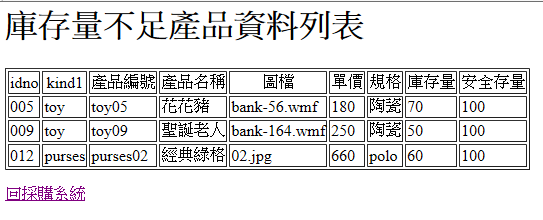 庫存量不足產品資料列表
idno kind1 產品編號 產品名稱 圖檔 單價 規格 庫存量 安全存量
005 toy toy05 花花豬 bank-56.wmf 180 陶瓷 70 100
009 toy toy09 聖誕老人 bank-164.wmf 250 陶瓷 50 100
012 purses purses02 經典綠格 02.jpg 660 polo 60 100
回採購系統